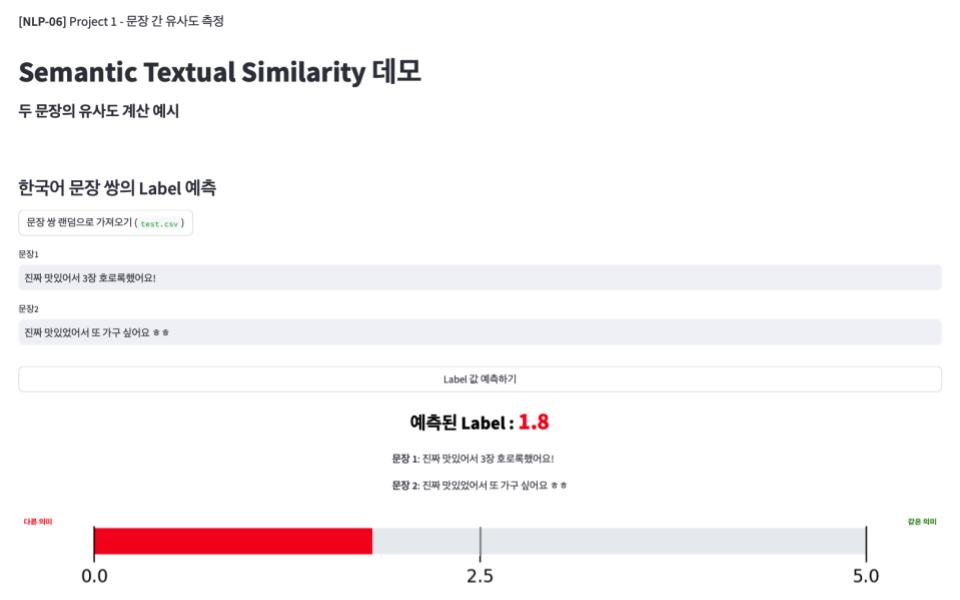 [NLP-06] Project 1 - 문장 간 유사도 측정
Semantic Textual Similarity 데모
두 문장의 유사도 계산 예시
한국어 문장 쌍의 Label 예측
문장 쌍 랜덤으로 가져오기 ( test.csv )
문장1
진짜 맛있어서 3장 호로록했어요!
문장2
진짜 맛있었어서 또 가구 싶어요 ㅎㅎ
Label 값 예측하기
예측된 Label : 1.8
문장 1: 진짜 맛있어서 3장 호로록했어요!
문장 2: 진짜 맛있었어서 또 가구 싶어요 ㅎㅎ
다른 의미 같은 의미
0.0 2.5 5.0